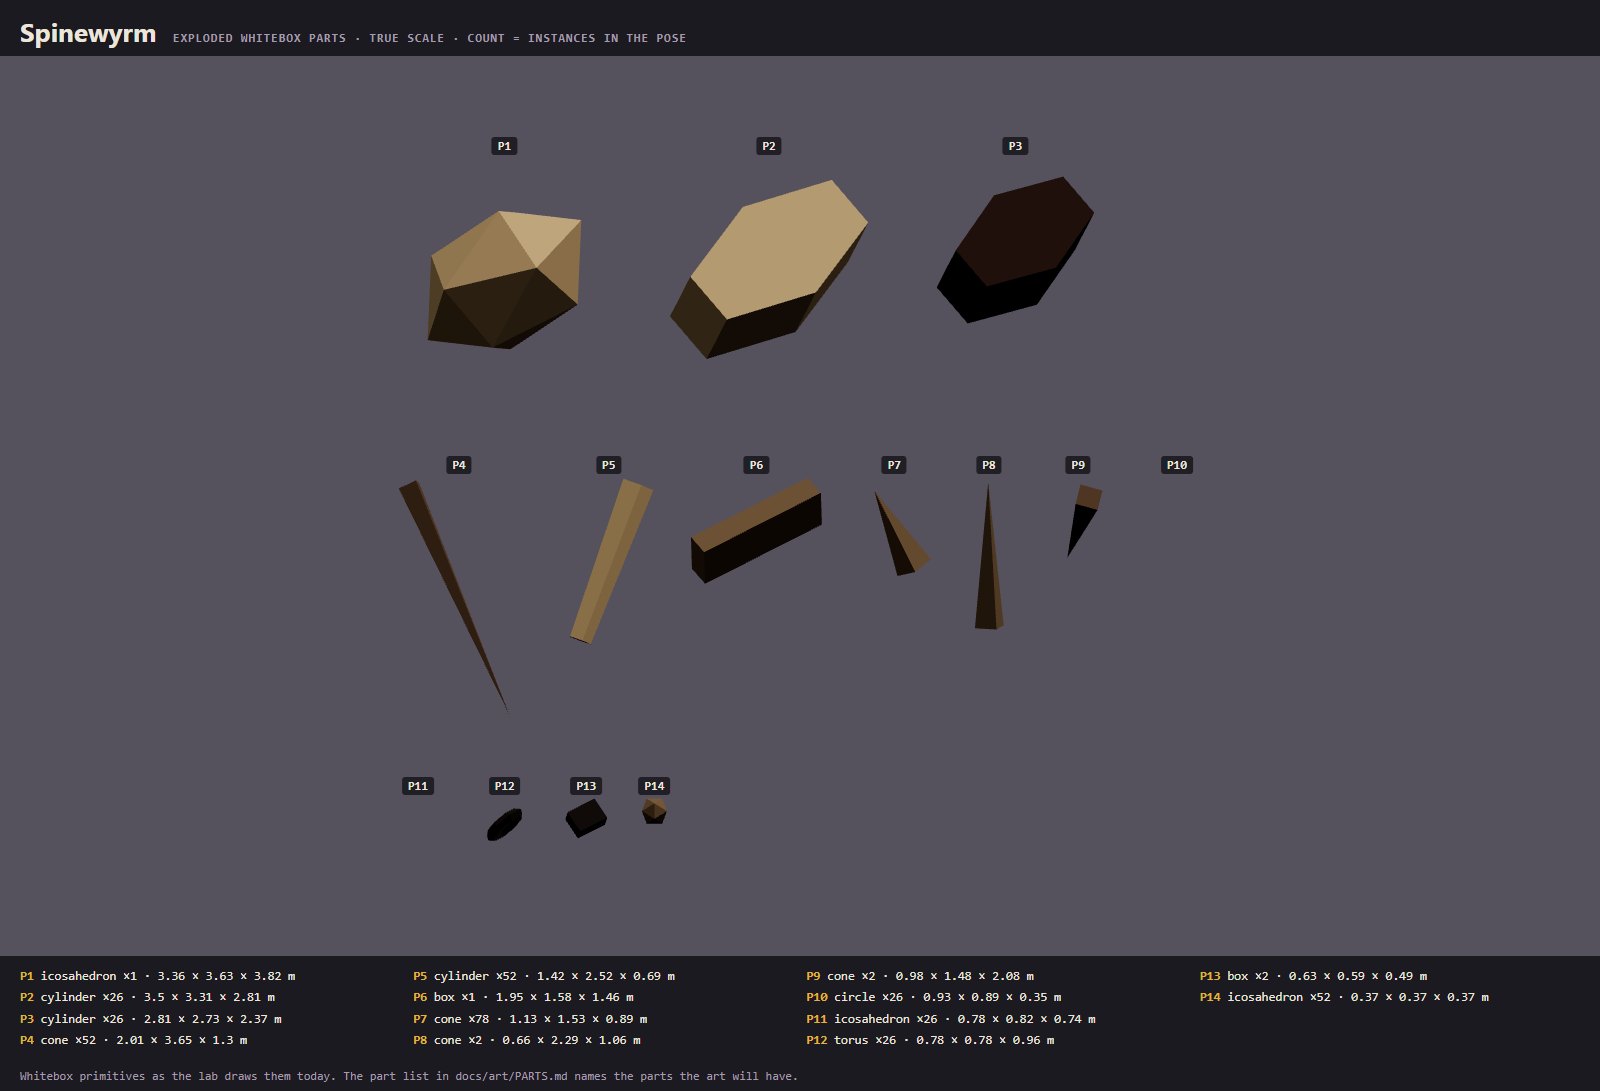 Spinewyrm EXPLODED WHITEBOX PARTS · TRUE SCALE · COUNT = INSTANCES IN THE POSE
P1 P2 P3
P4 P5 P6 P7 P8 P9 P10
P11 P12 P13 P14
P1 icosahedron ×1 · 3.36 × 3.63 × 3.82 m
P2 cylinder ×26 · 3.5 × 3.31 × 2.81 m
P3 cylinder ×26 · 2.81 × 2.73 × 2.37 m
P4 cone ×52 · 2.01 × 3.65 × 1.3 m
P5 cylinder ×52 · 1.42 × 2.52 × 0.69 m
P6 box ×1 · 1.95 × 1.58 × 1.46 m
P7 cone ×78 · 1.13 × 1.53 × 0.89 m
P8 cone ×2 · 0.66 × 2.29 × 1.06 m
P9 cone ×2 · 0.98 × 1.48 × 2.08 m
P10 circle ×26 · 0.93 × 0.89 × 0.35 m
P11 icosahedron ×26 · 0.78 × 0.82 × 0.74 m
P12 torus ×26 · 0.78 × 0.78 × 0.96 m
P13 box ×2 · 0.63 × 0.59 × 0.49 m
P14 icosahedron ×52 · 0.37 × 0.37 × 0.37 m
Whitebox primitives as the lab draws them today. The part list in docs/art/PARTS.md names the parts the art will have.